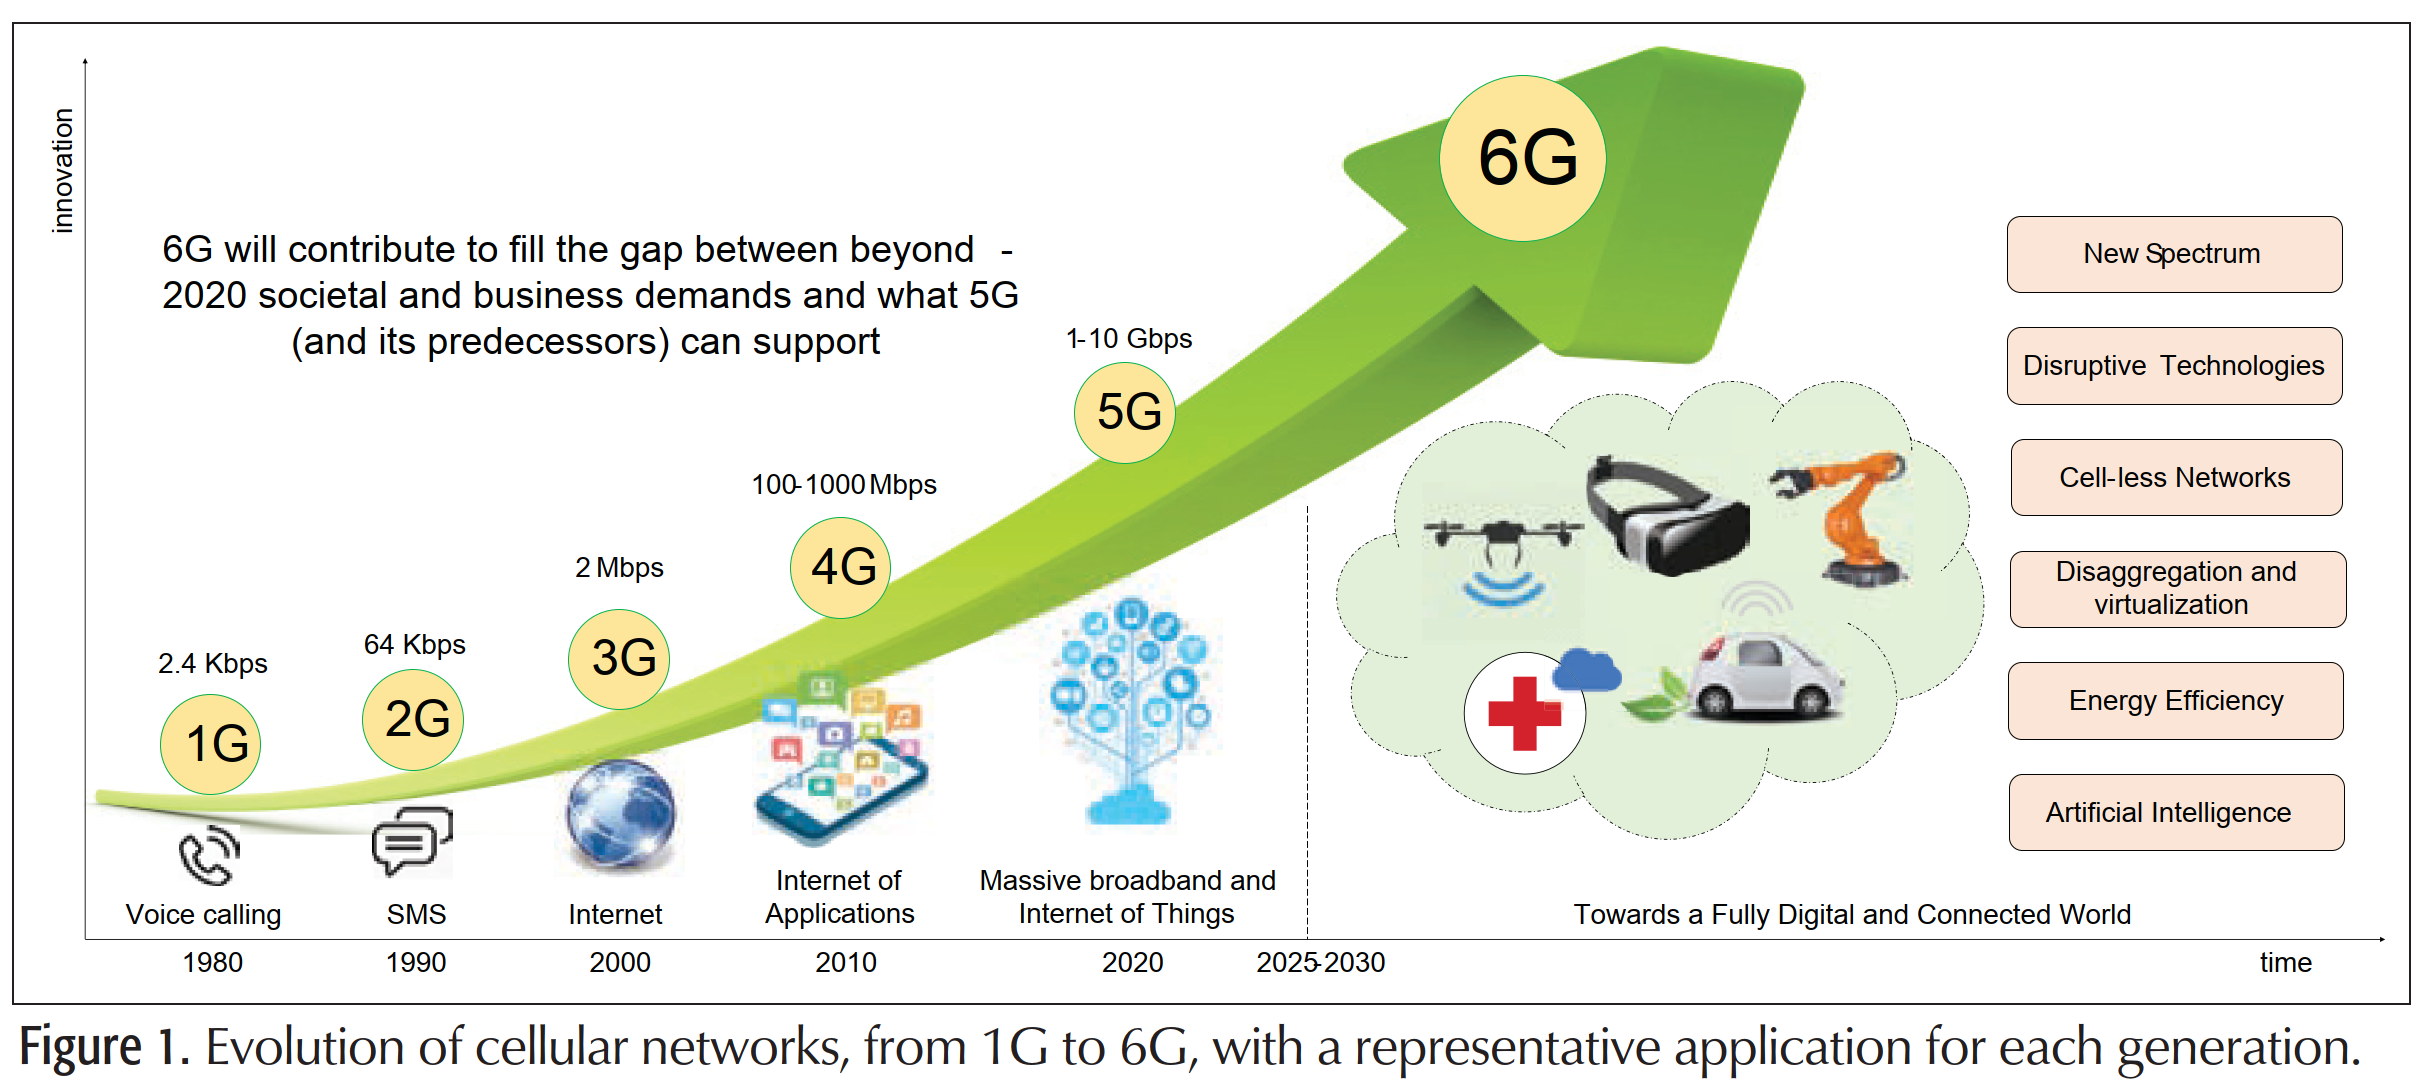 innovation
6G will contribute to fill the gap between beyond -
2020 societal and business demands and what 5G
(and its predecessors) can support
2.4 Kbps
1G
Voice calling
1980
64 Kbps
2G
SMS
1990
2 Mbps
3G
Internet
2000
100-1000 Mbps
4G
Internet of
Applications
2010
1-10 Gbps
5G
Massive broadband and
Internet of Things
2020
2025-2030
6G
Towards a Fully Digital and Connected World
New Spectrum
Disruptive Technologies
Cell-less Networks
Disaggregation and
virtualization
Energy Efficiency
Artificial Intelligence
time
Figure 1. Evolution of cellular networks, from 1G to 6G, with a representative application for each generation.